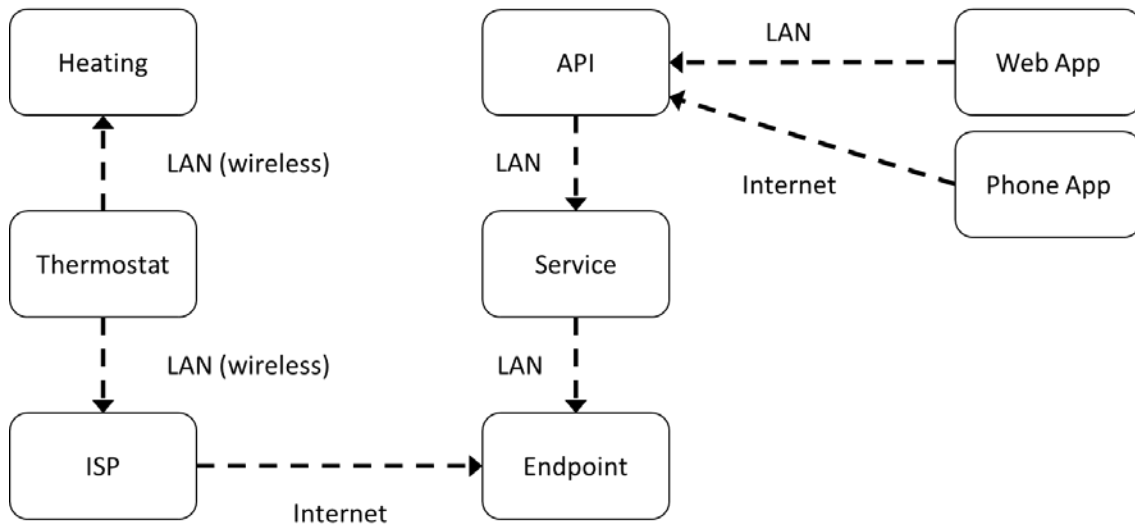 Heating
API
LAN
Web App
LAN (wireless)
LAN
Internet
Phone App
Thermostat
Service
LAN (wireless)
LAN
ISP
Endpoint
Internet